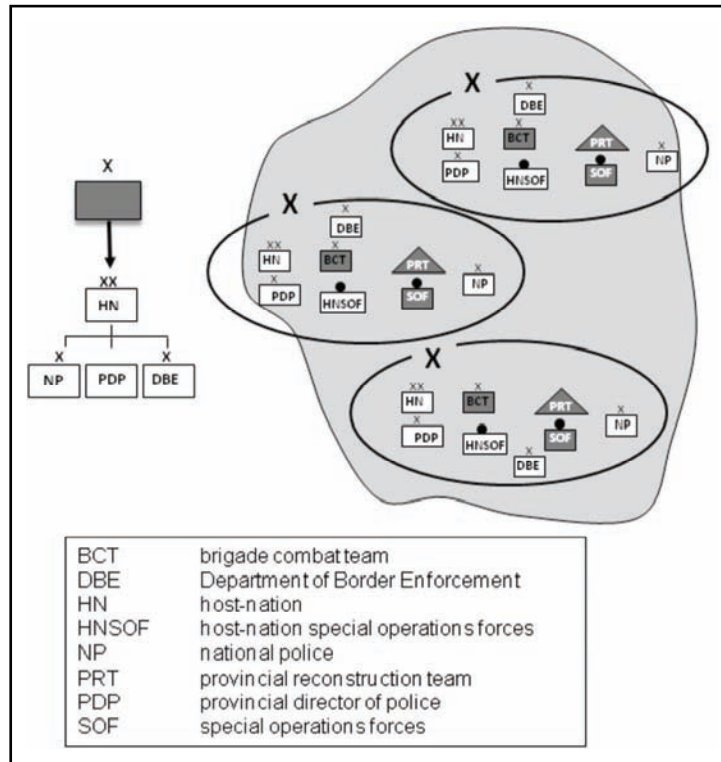 X
X
DBE
XX
X
HN
BCT
PRT
X
X
NP
PDP
HNSOF
SOF
X
X
X
DBE
XX
X
HN
BCT
PRT
X
X
NP
PDP
HNSOF
SOF
X
XX
HN
X
X
NP
PDP
DBE
X
XX
X
HN
BCT
PRT
X
X
NP
PDP
HNSOF
SOF
X
DBE
BCT brigade combat team
DBE Department of Border Enforcement
HN host-nation
HNSOF host-nation special operations forces
NP national police
PRT provincial reconstruction team
PDP provincial director of police
SOF special operations forces